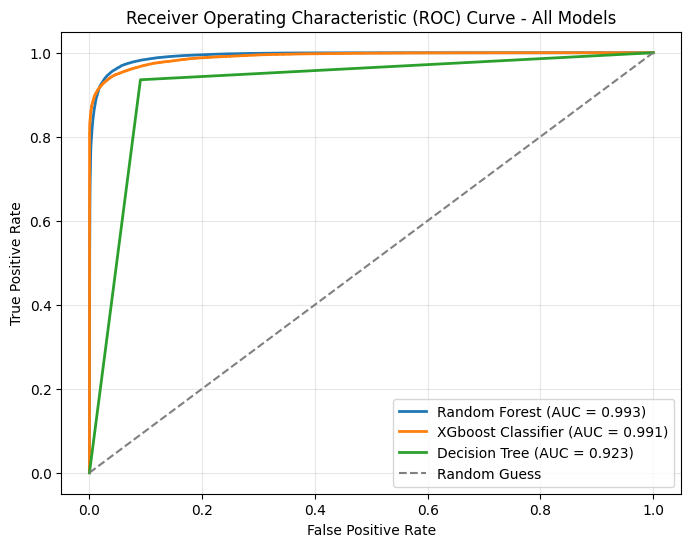 Receiver Operating Characteristic (ROC) Curve - All Models
True Positive Rate
1.0
0.8
0.6
0.4
0.2
0.0
Random Forest (AUC = 0.993)
XGboost Classifier (AUC = 0.991)
Decision Tree (AUC = 0.923)
Random Guess
0.0 0.2 0.4 0.6 0.8 1.0
False Positive Rate